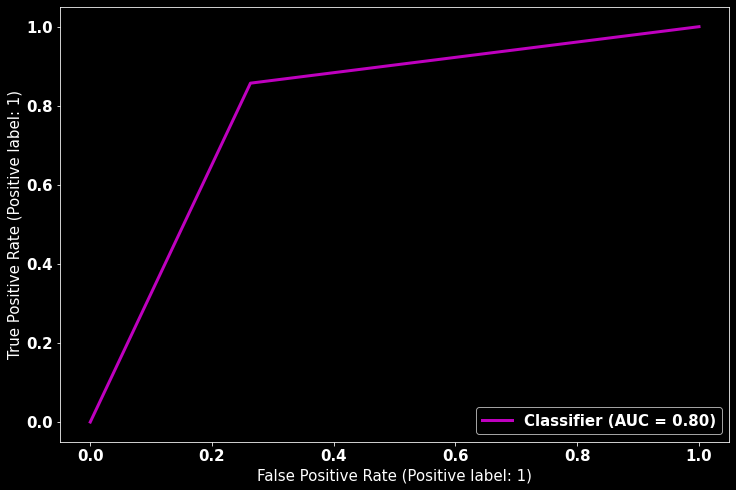 True Positive Rate (Positive label: 1)
1.0
0.8
0.6
0.4
0.2
0.0
Classifier (AUC = 0.80)
0.0 0.2 0.4 0.6 0.8 1.0
False Positive Rate (Positive label: 1)